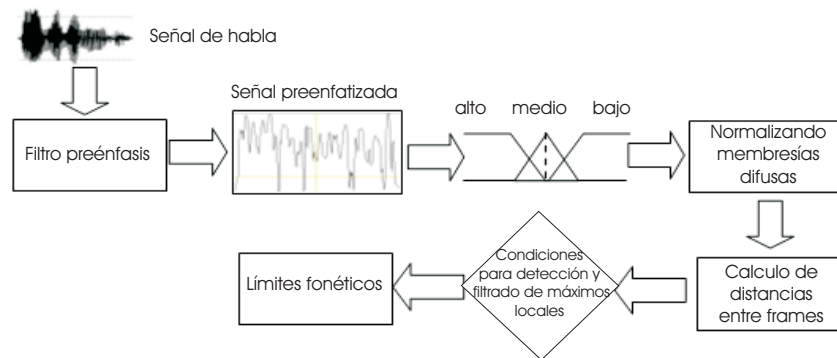 Señal de habla
Señal preenfatizada
alto medio bajo
Filtro preénfasis
Normalizando
membresías
difusas
Condiciones
para detección y
filtrado de máximos
locales
Límites fonéticos
Calculo de
distancias
entre frames